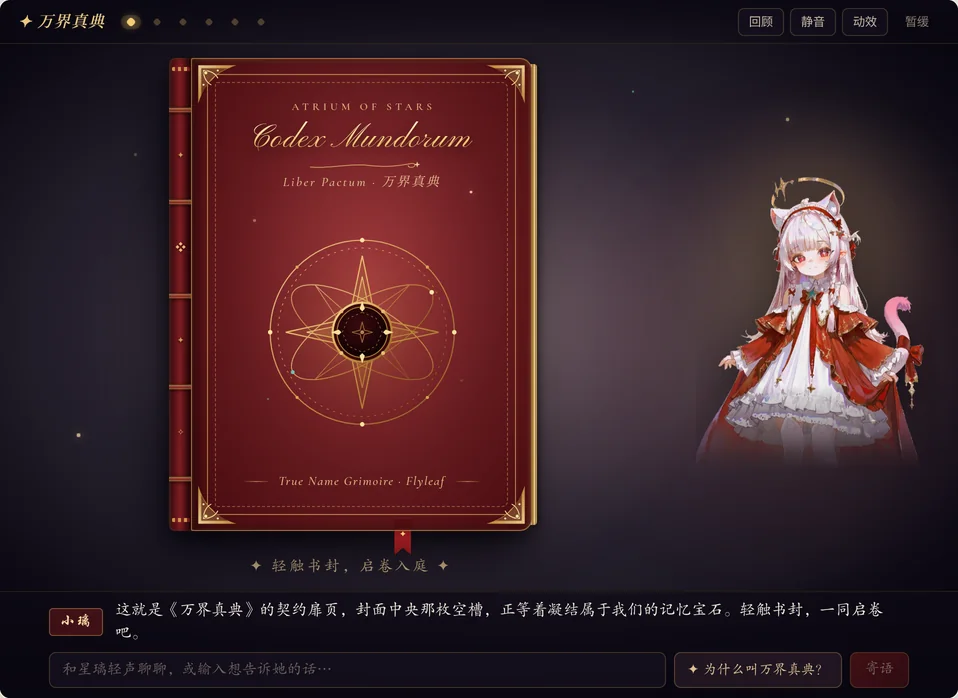 ✦ 万界真典
回顾 静音 动效 暂缓
ATRIUM OF STARS
Codex Mundorum
Liber Pactum · 万界真典
True Name Grimoire · Flyleaf
✦ 轻触书封，启卷入庭 ✦
小璃
这就是《万界真典》的契约扉页，封面中央那枚空槽，正等着凝结属于我们的记忆宝石。轻触书封，一同启卷
吧。
和星璃轻声聊聊，或输入想告诉她的话…
✦ 为什么叫万界真典？
寄语